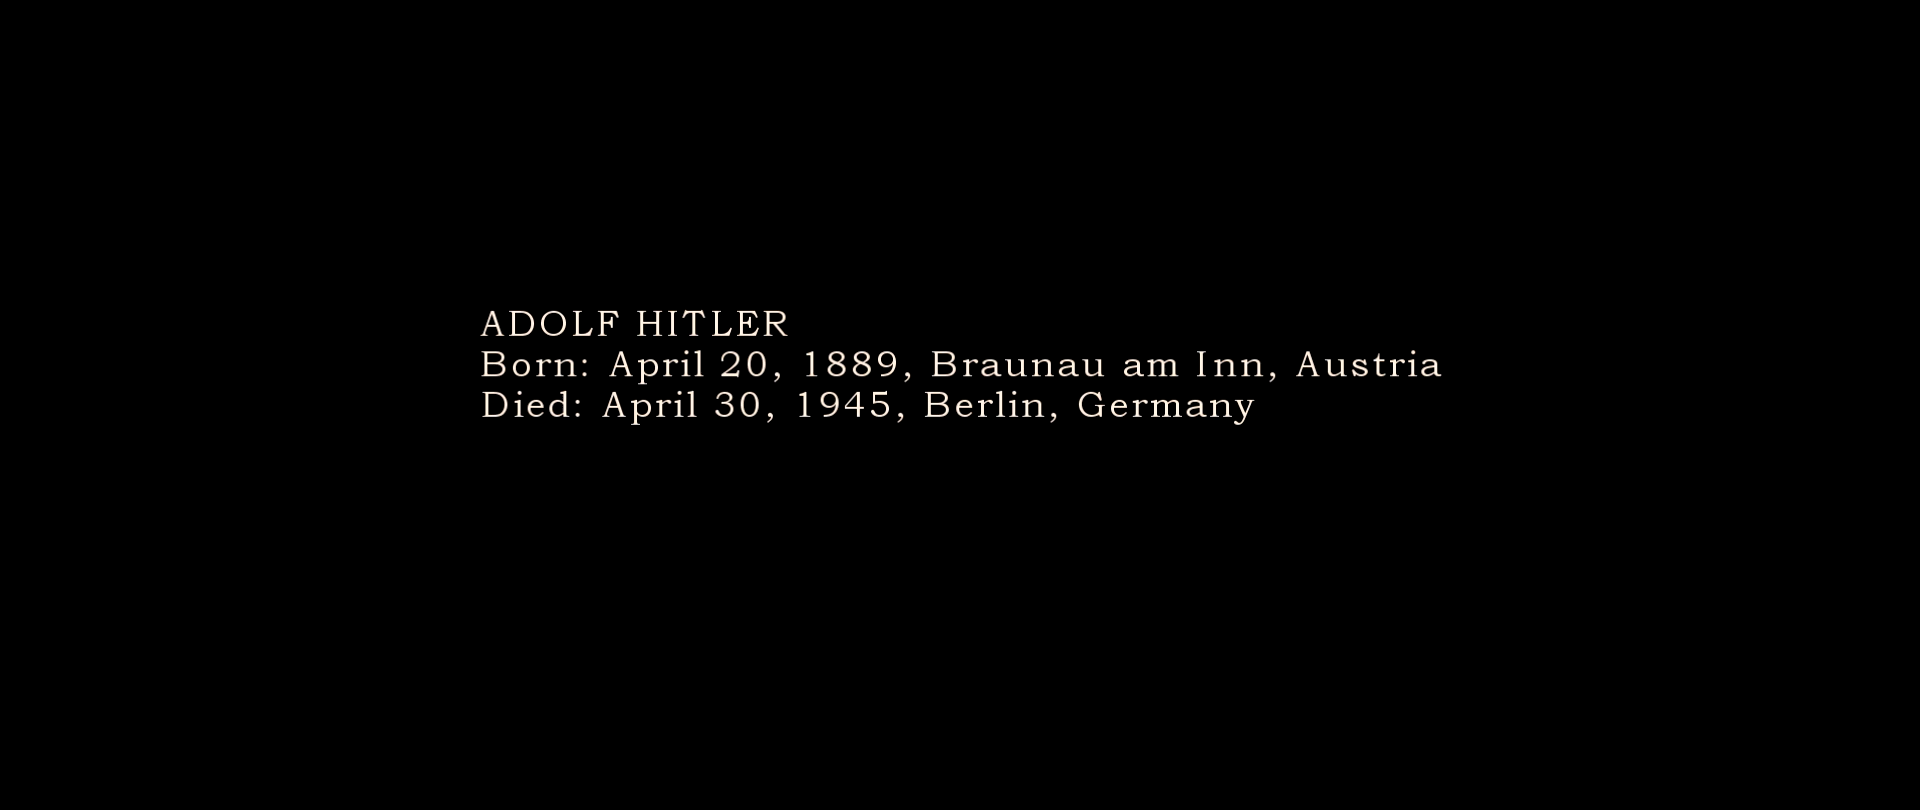 ADOLF HITLER
Born: April 20, 1889, Braunau am Inn, Austria
Died: April 30, 1945, Berlin, Germany